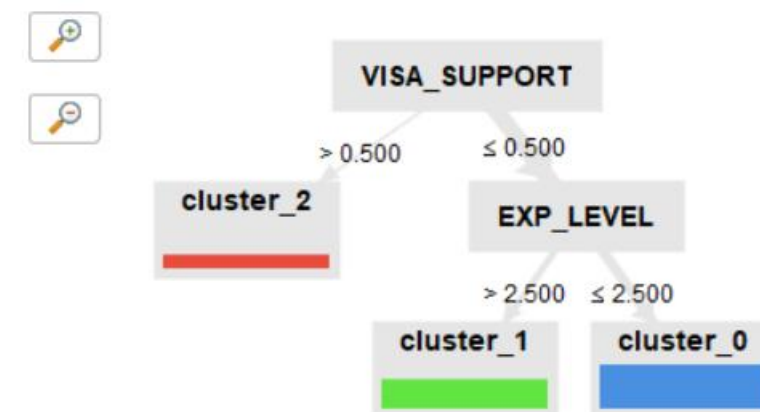 VISA_SUPPORT
> 0.500
≤ 0.500
cluster_2
EXP_LEVEL
> 2.500
≤ 2.500
cluster_1
cluster_0